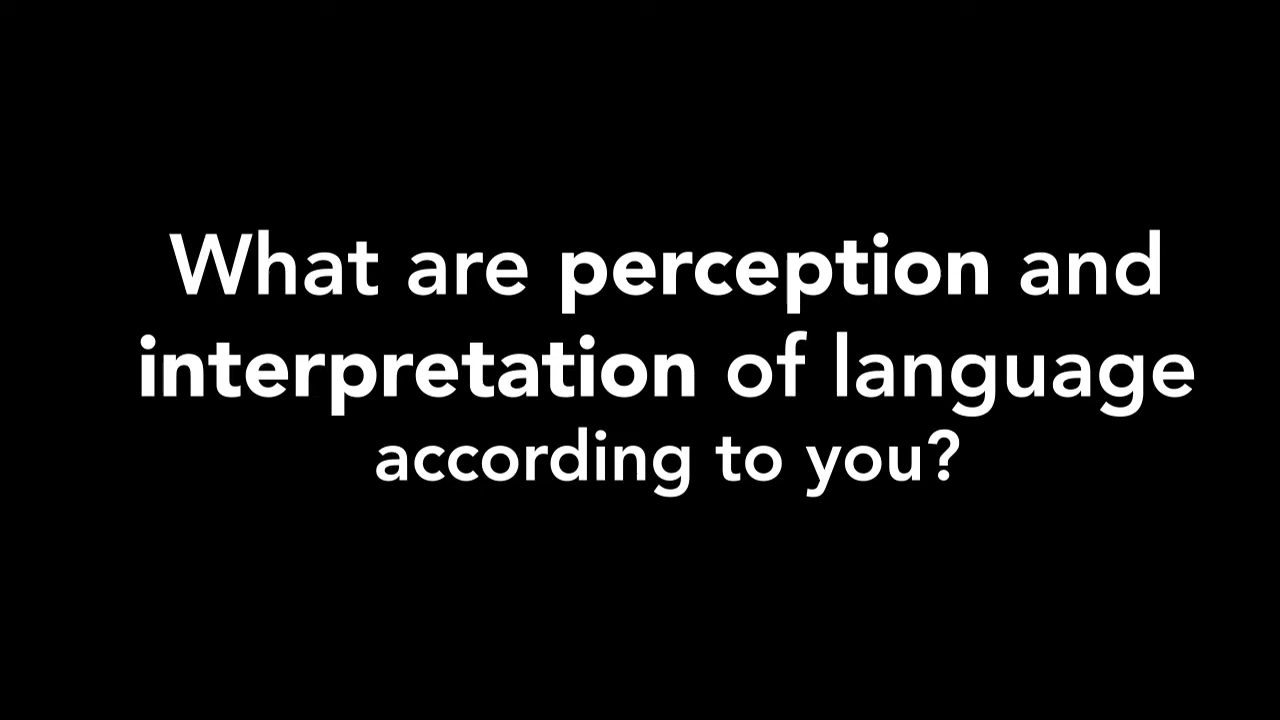 What are perception and
interpretation of language
according to you?